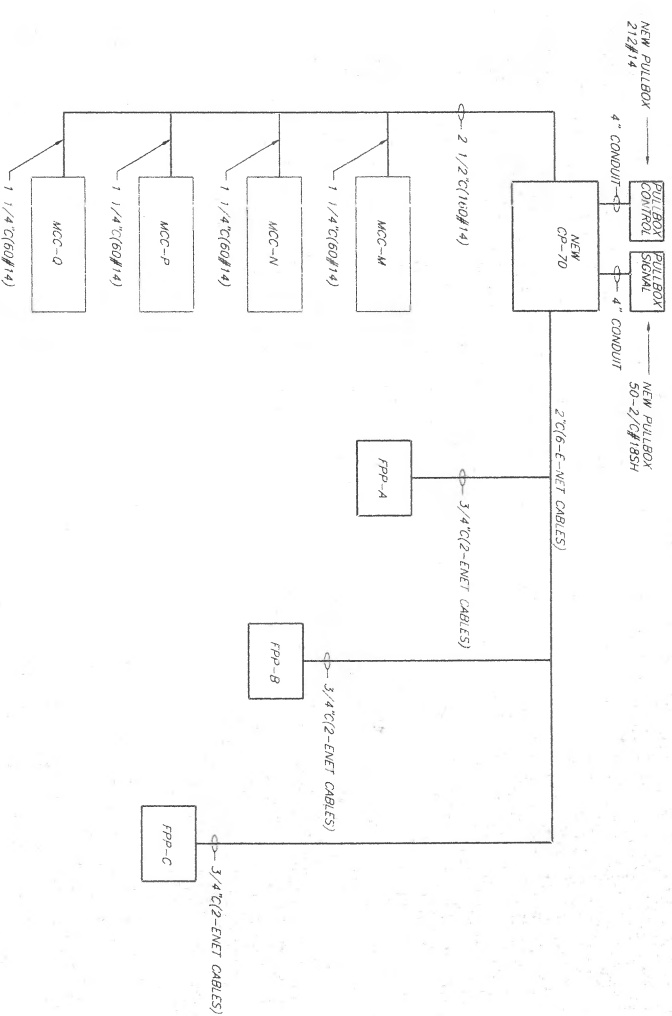 NEW PULLBOX
212#14
PULLBOX
CONTROL
PULLBOX
SIGNAL
NEW PULLBOX
50-2/C#18SH
4" CONDUIT
4" CONDUIT
NEW
CP-70
2"C(6-E-NET CABLES)
2 1/2"C
3/4"C(2-ENET CABLES)
FPP-A
MCC-M
1 1/4"C(60#14)
3/4"C(2-ENET CABLES)
FPP-B
MCC-N
1 1/4"C(60#14)
3/4"C(2-ENET CABLES)
FPP-C
MCC-P
1 1/4"C(60#14)
MCC-Q
1 1/4"C(60#14)